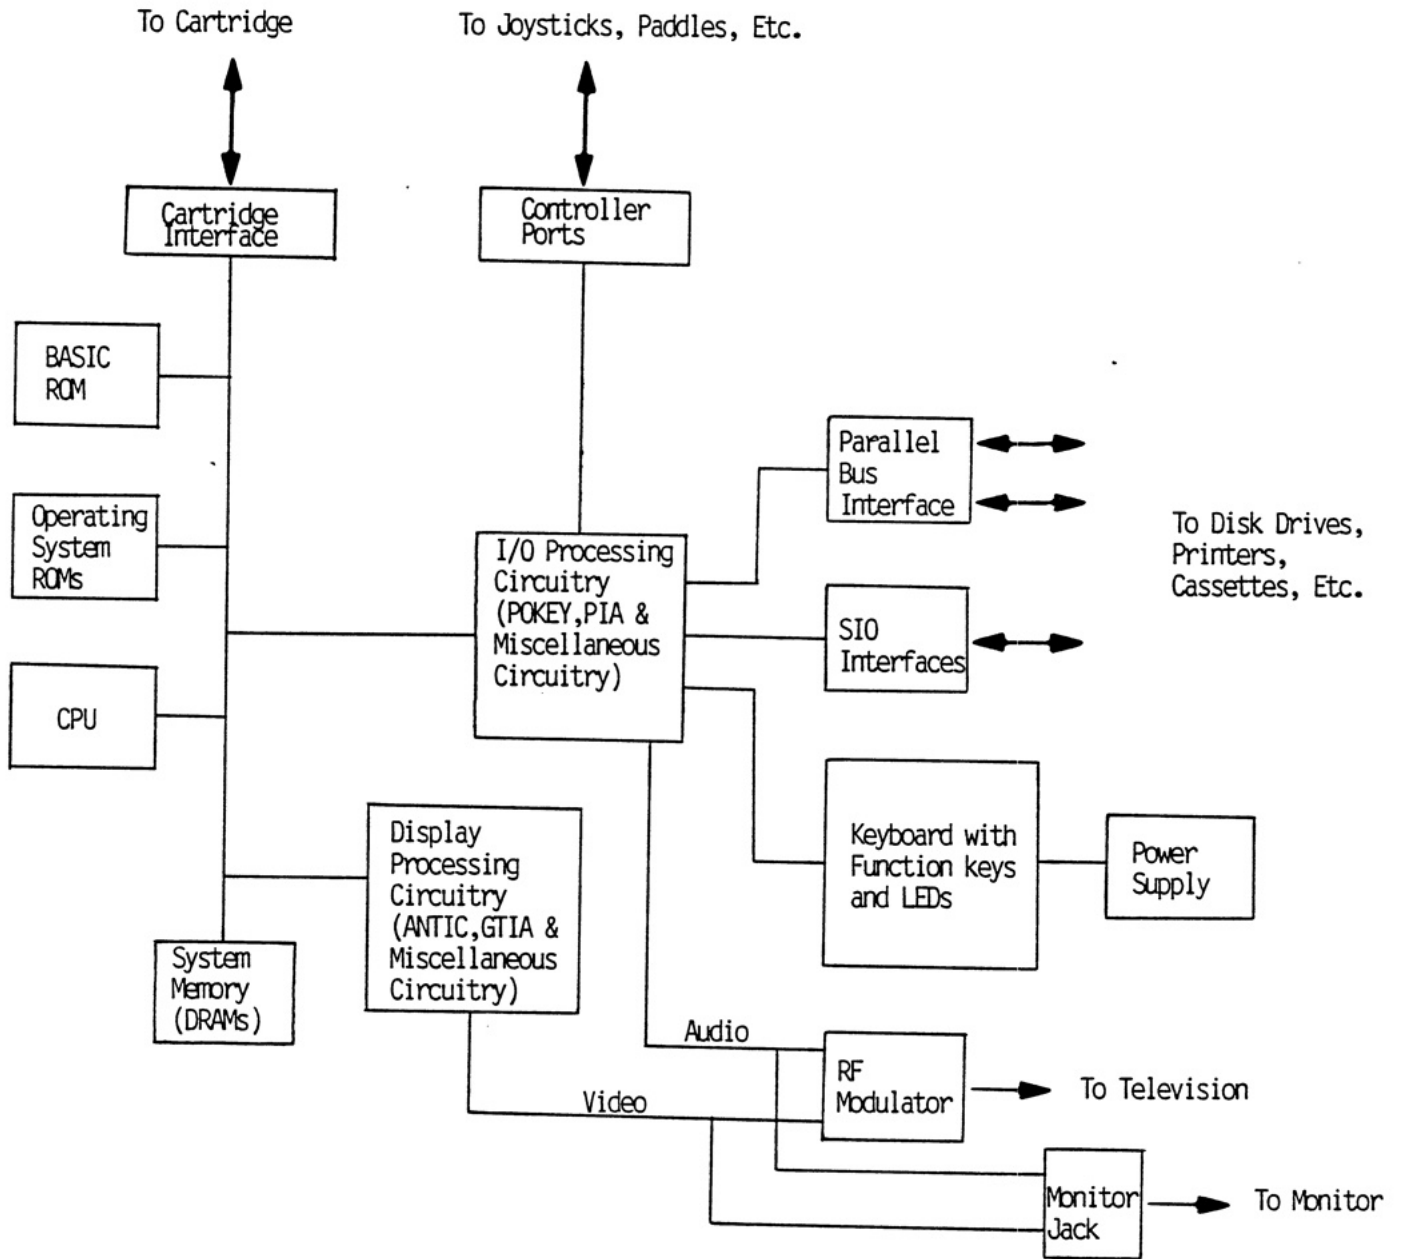 To Cartridge
To Joysticks, Paddles, Etc.
Cartridge
Interface
Controller
Ports
BASIC
ROM
Parallel
Bus
Interface
Operating
System
ROMs
To Disk Drives,
Printers,
Cassettes, Etc.
I/O Processing
Circuitry
(POKEY,PIA &
Miscellaneous
Circuitry)
SIO
Interfaces
CPU
Display
Processing
Circuitry
(ANTIC,GTIA &
Miscellaneous
Circuitry)
Keyboard with
Function keys
and LEDs
Power
Supply
System
Memory
(DRAMs)
Audio
Video
RF
Modulator
To Television
Monitor
Jack
To Monitor